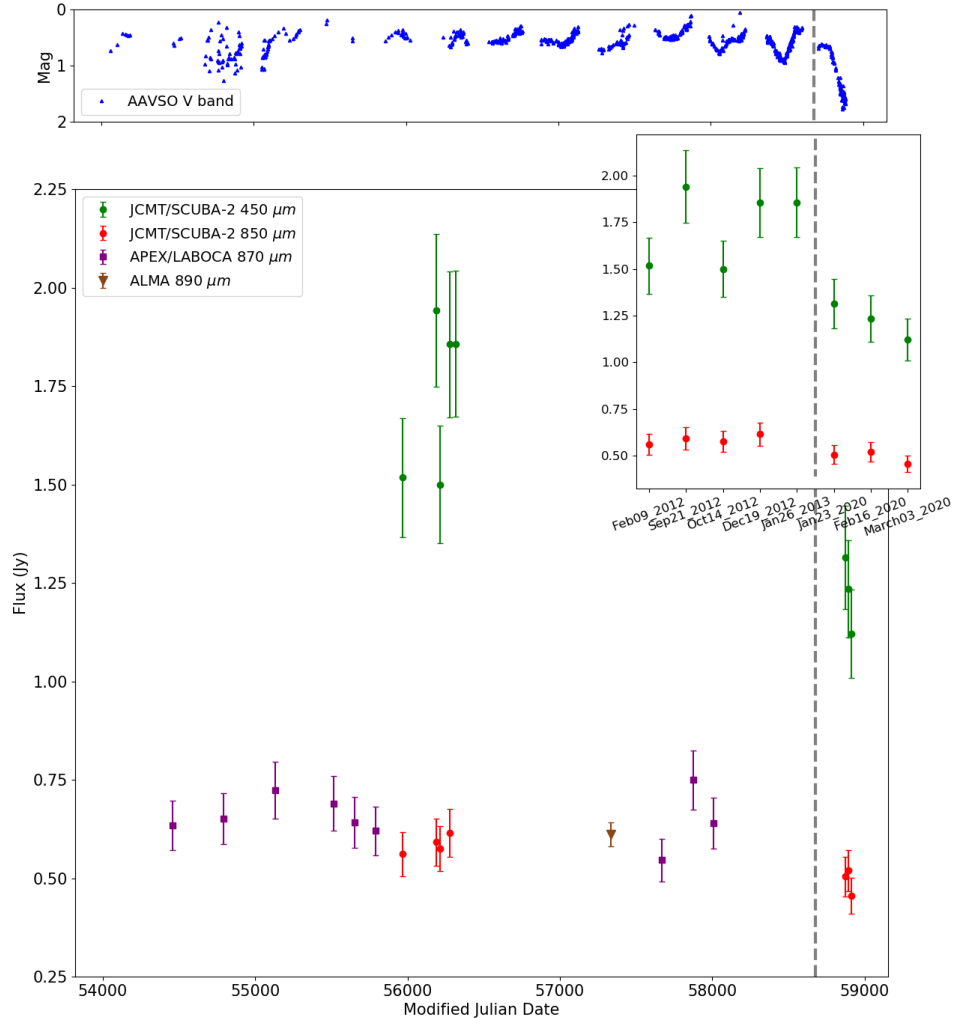 0
1
2
Mag
AAVSO V band
2.25
2.00
1.75
1.50
1.25
1.00
0.75
0.50
0.25
Flux (Jy)
JCMT/SCUBA-2 450 μm
JCMT/SCUBA-2 850 μm
APEX/LABOCA 870 μm
ALMA 890 μm
2.00
1.75
1.50
1.25
1.00
0.75
0.50
Feb09_2012
Sep21_2012
Oct14_2012
Dec19_2012
Jan26_2013
Jan23_2020
Feb16_2020
March03_2020
54000 55000 56000 57000 58000 59000
Modified Julian Date